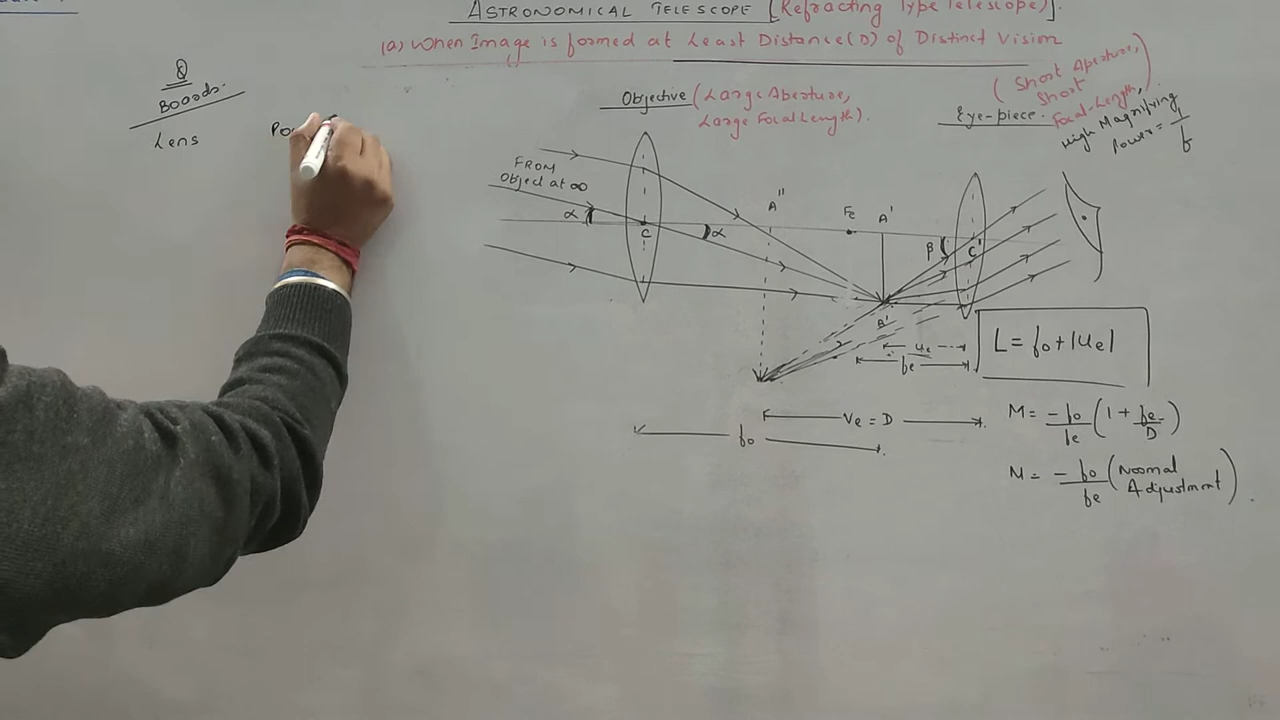 ASTRONOMICAL TELESCOPE [Refracting Type Telescope].
(a) When Image is formed at Least Distance (D) of Distinct Vision
Q
Boards.
Lens
Po
Objective (Large Aperture,
Large Focal Length).
Eye-piece.
(Short Aperture,
Short
Focal-Length,)
High Magnifying
Power = 1/f
FROM
Object at ∞
α
C
α
A"
Fe
A'
β
C'
A'
ue
fe
L = fo + |ue|
Ve = D
fo
M = -fo/fe (1 + fe/D)
M = -fo/fe (Normal
Adjustment).